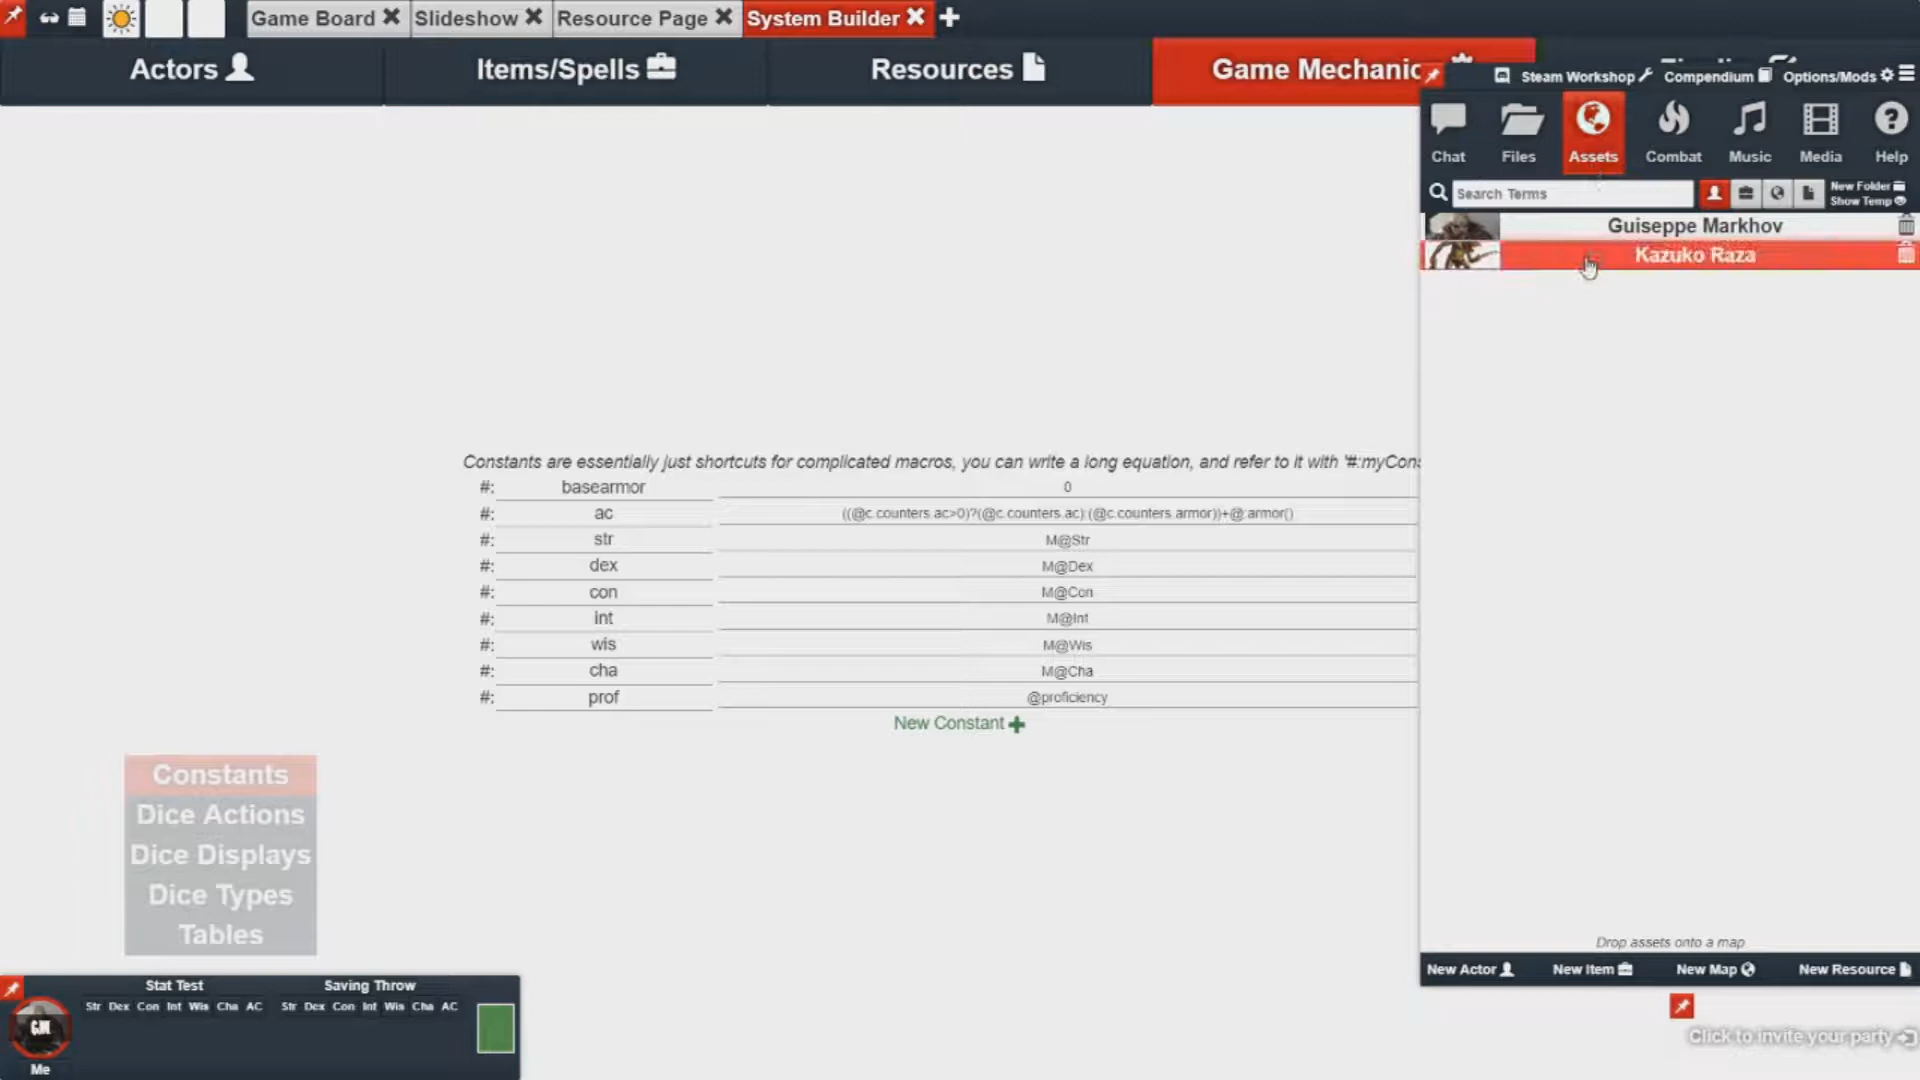 Game Board Slideshow Resource Page System Builder
Actors Items/Spells Resources Game Mechanic
Steam Workshop Compendium Options/Mods
Chat Files Assets Combat Music Media Help
Search Terms
New Folder
Show Temp
Guiseppe Markhov
Kazuko Raza
Constants are essentially just shortcuts for complicated macros, you can write a long equation, and refer to it with '#:myCons
#: basearmor 0
#: ac ((@c.counters.ac>0)?(@c.counters.ac):(@c.counters.armor))+@:armor()
#: str M@Str
#: dex M@Dex
#: con M@Con
#: int M@Int
#: wis M@Wis
#: cha M@Cha
#: prof @proficiency
New Constant
Constants
Dice Actions
Dice Displays
Dice Types
Tables
Drop assets onto a map
New Actor New Item New Map New Resource
Stat Test Saving Throw
Str Dex Con Int Wis Cha AC Str Dex Con Int Wis Cha AC
GM
Me
Click to invite your party